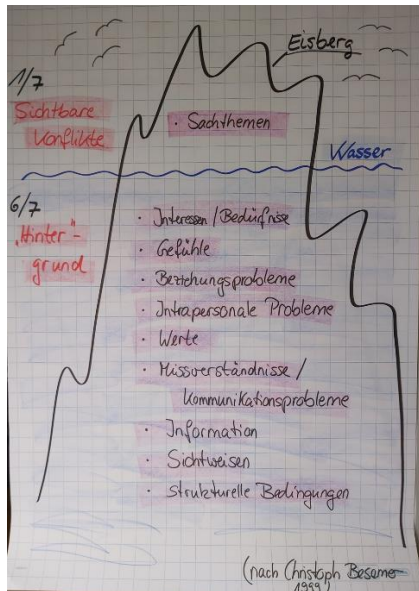 Eisberg
1/7
Sichtbare
Konflikte
· Sachthemen
Wasser
6/7
"Hinter"-
grund
· Interessen/Bedürfnisse
· Gefühle
· Beziehungsprobleme
· Intrapersonale Probleme
· Werte
· Missverständnisse/
Kommunikationsprobleme
· Information
· Sichtweisen
· Strukturelle Bedingungen
(nach Christoph Besemer
1999)